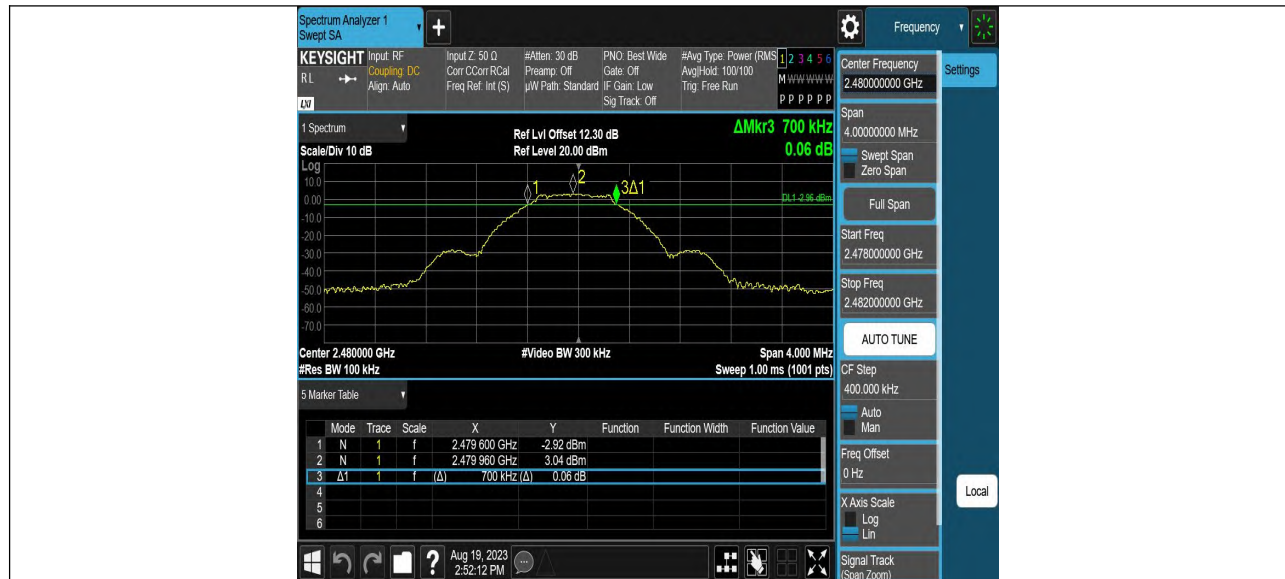 Spectrum Analyzer 1
Swept SA
+
Frequency
KEYSIGHT
RL
LXI
Input: RF
Coupling: DC
Align: Auto
Input Z: 50 Ω
Corr CCorr RCal
Freq Ref: Int (S)
#Atten: 30 dB
Preamp: Off
µW Path: Standard
PNO: Best Wide
Gate: Off
IF Gain: Low
Sig Track: Off
#Avg Type: Power (RMS
Avg|Hold: 100/100
Trig: Free Run
1 2 3 4 5 6
M W W W W W
P P P P P P
1 Spectrum
Scale/Div 10 dB
Ref Lvl Offset 12.30 dB
Ref Level 20.00 dBm
ΔMkr3 700 kHz
0.06 dB
Log
10.0
0.00
-10.0
-20.0
-30.0
-40.0
-50.0
-60.0
-70.0
1
2
3Δ1
DL1 -2.96 dBm
Center 2.480000 GHz
#Video BW 300 kHz
Span 4.000 MHz
#Res BW 100 kHz
Sweep 1.00 ms (1001 pts)
5 Marker Table
Mode Trace Scale X Y Function Function Width Function Value
1 N 1 f 2.479 600 GHz -2.92 dBm
2 N 1 f 2.479 960 GHz 3.04 dBm
3 Δ1 1 f (Δ) 700 kHz (Δ) 0.06 dB
4
5
6
?
Aug 19, 2023
2:52:12 PM
Center Frequency
2.480000000 GHz
Settings
Span
4.00000000 MHz
Swept Span
Zero Span
Full Span
Start Freq
2.478000000 GHz
Stop Freq
2.482000000 GHz
AUTO TUNE
CF Step
400.000 kHz
Auto
Man
Freq Offset
0 Hz
X Axis Scale
Log
Lin
Local
Signal Track
(Span Zoom)